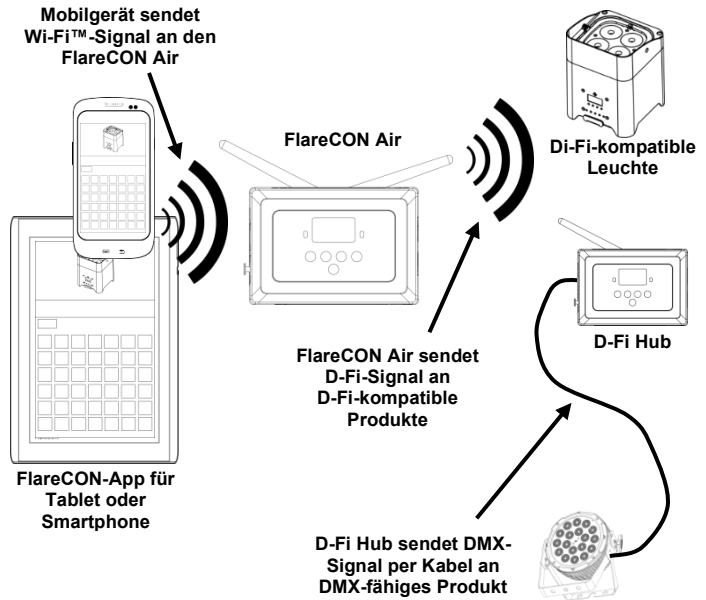 Mobilgerät sendet
Wi-Fi™-Signal an den
FlareCON Air
FlareCON Air
Di-Fi-kompatible
Leuchte
D-Fi Hub
FlareCON Air sendet
D-Fi-Signal an
D-Fi-kompatible
Produkte
FlareCON-App für
Tablet oder
Smartphone
D-Fi Hub sendet DMX-
Signal per Kabel an
DMX-fähiges Produkt